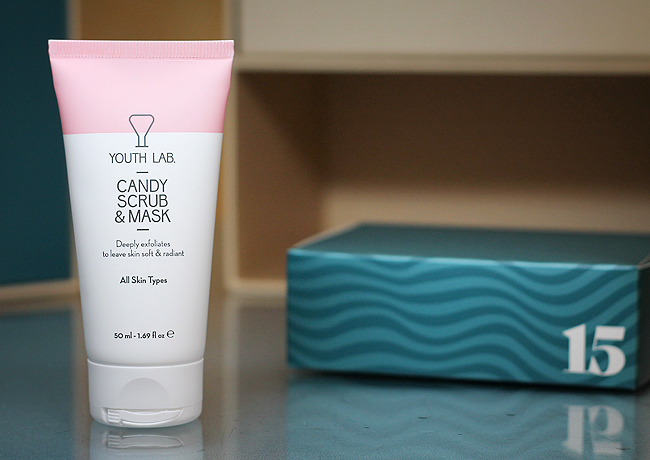 YOUTH LAB.
CANDY
SCRUB
& MASK
Deeply exfoliates
to leave skin soft & radiant
All Skin Types
50 ml - 1.69 fl oz ℮
15